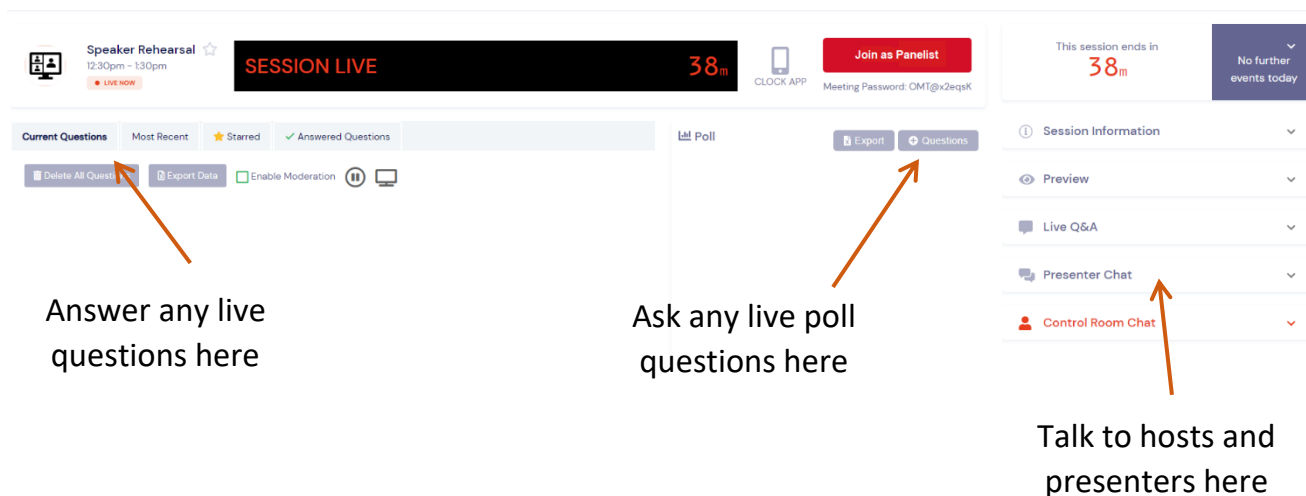 Speaker Rehearsal
12:30pm - 1:30pm
LIVE NOW
SESSION LIVE
38m
CLOCK APP
Join as Panelist
Meeting Password: OMT@x2eqsK
This session ends in
38m
No further
events today
Current Questions
Most Recent
Starred
Answered Questions
Poll
Export
Questions
Delete All
Export Data
Enable Moderation
Session Information
Preview
Live Q&A
Presenter Chat
Control Room Chat
Answer any live
questions here
Ask any live poll
questions here
Talk to hosts and
presenters here